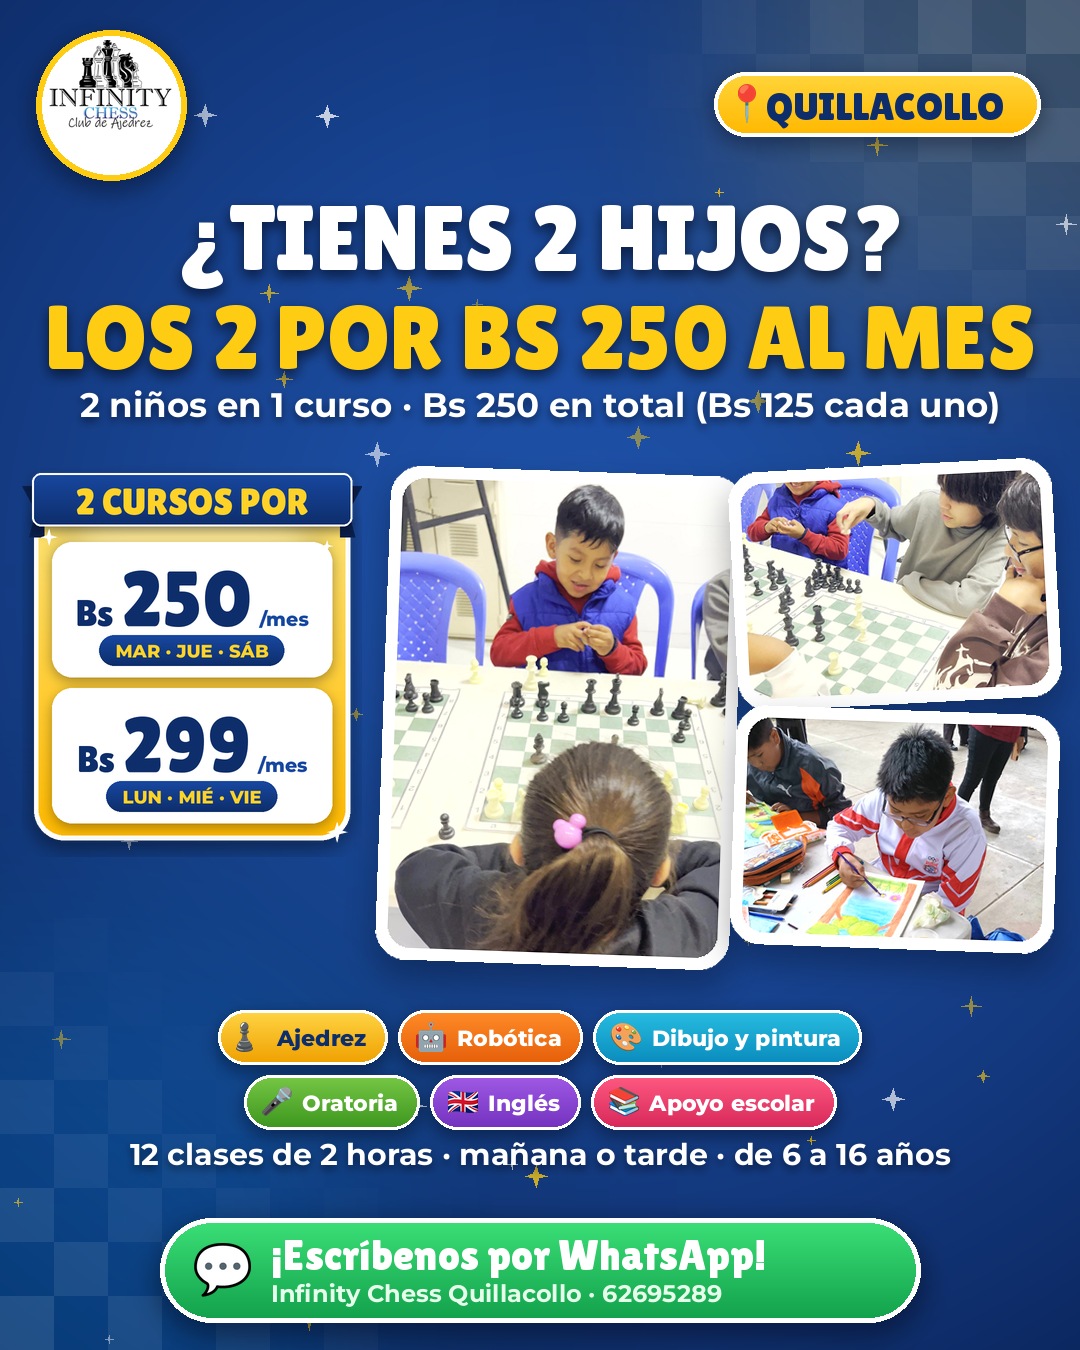 INFINITY
CHESS
Club de Ajedrez
QUILLACOLLO
¿TIENES 2 HIJOS?
LOS 2 POR BS 250 AL MES
2 niños en 1 curso · Bs 250 en total (Bs 125 cada uno)
2 CURSOS POR
Bs 250 /mes
MAR · JUE · SÁB
Bs 299 /mes
LUN · MIÉ · VIE
Ajedrez
Robótica
Dibujo y pintura
Oratoria
Inglés
Apoyo escolar
12 clases de 2 horas · mañana o tarde · de 6 a 16 años
¡Escríbenos por WhatsApp!
Infinity Chess Quillacollo · 62695289